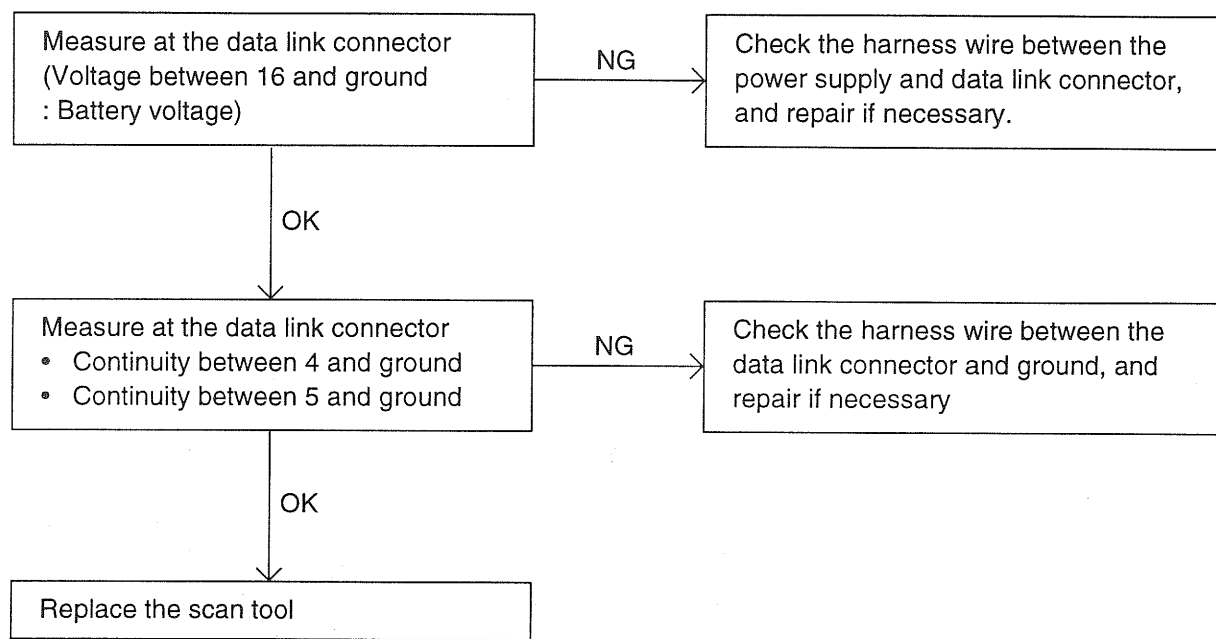 Measure at the data link connector
(Voltage between 16 and ground
: Battery voltage)
NG
Check the harness wire between the
power supply and data link connector,
and repair if necessary.
OK
Measure at the data link connector
• Continuity between 4 and ground
• Continuity between 5 and ground
NG
Check the harness wire between the
data link connector and ground, and
repair if necessary
OK
Replace the scan tool